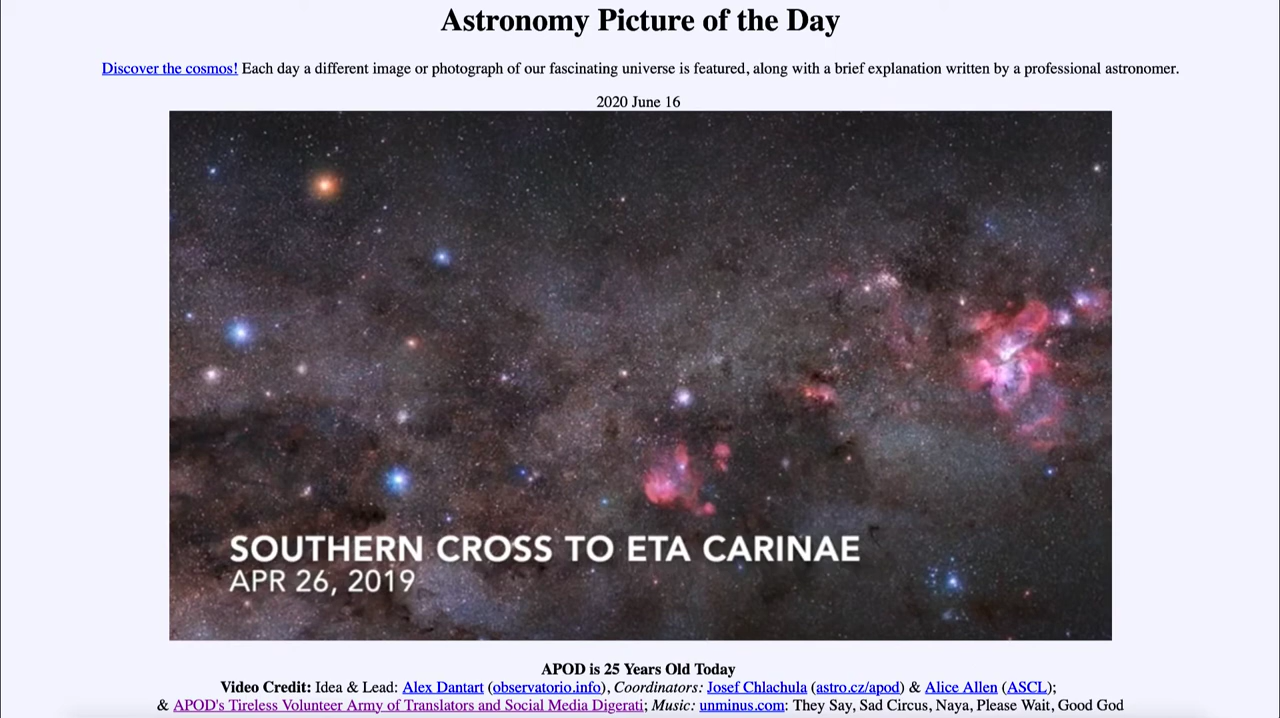 Astronomy Picture of the Day
Discover the cosmos! Each day a different image or photograph of our fascinating universe is featured, along with a brief explanation written by a professional astronomer.
2020 June 16
SOUTHERN CROSS TO ETA CARINAE
APR 26, 2019
APOD is 25 Years Old Today
Video Credit: Idea & Lead: Alex Dantart (observatorio.info), Coordinators: Josef Chlachula (astro.cz/apod) & Alice Allen (ASCL);
& APOD's Tireless Volunteer Army of Translators and Social Media Digerati; Music: unminus.com: They Say, Sad Circus, Naya, Please Wait, Good God